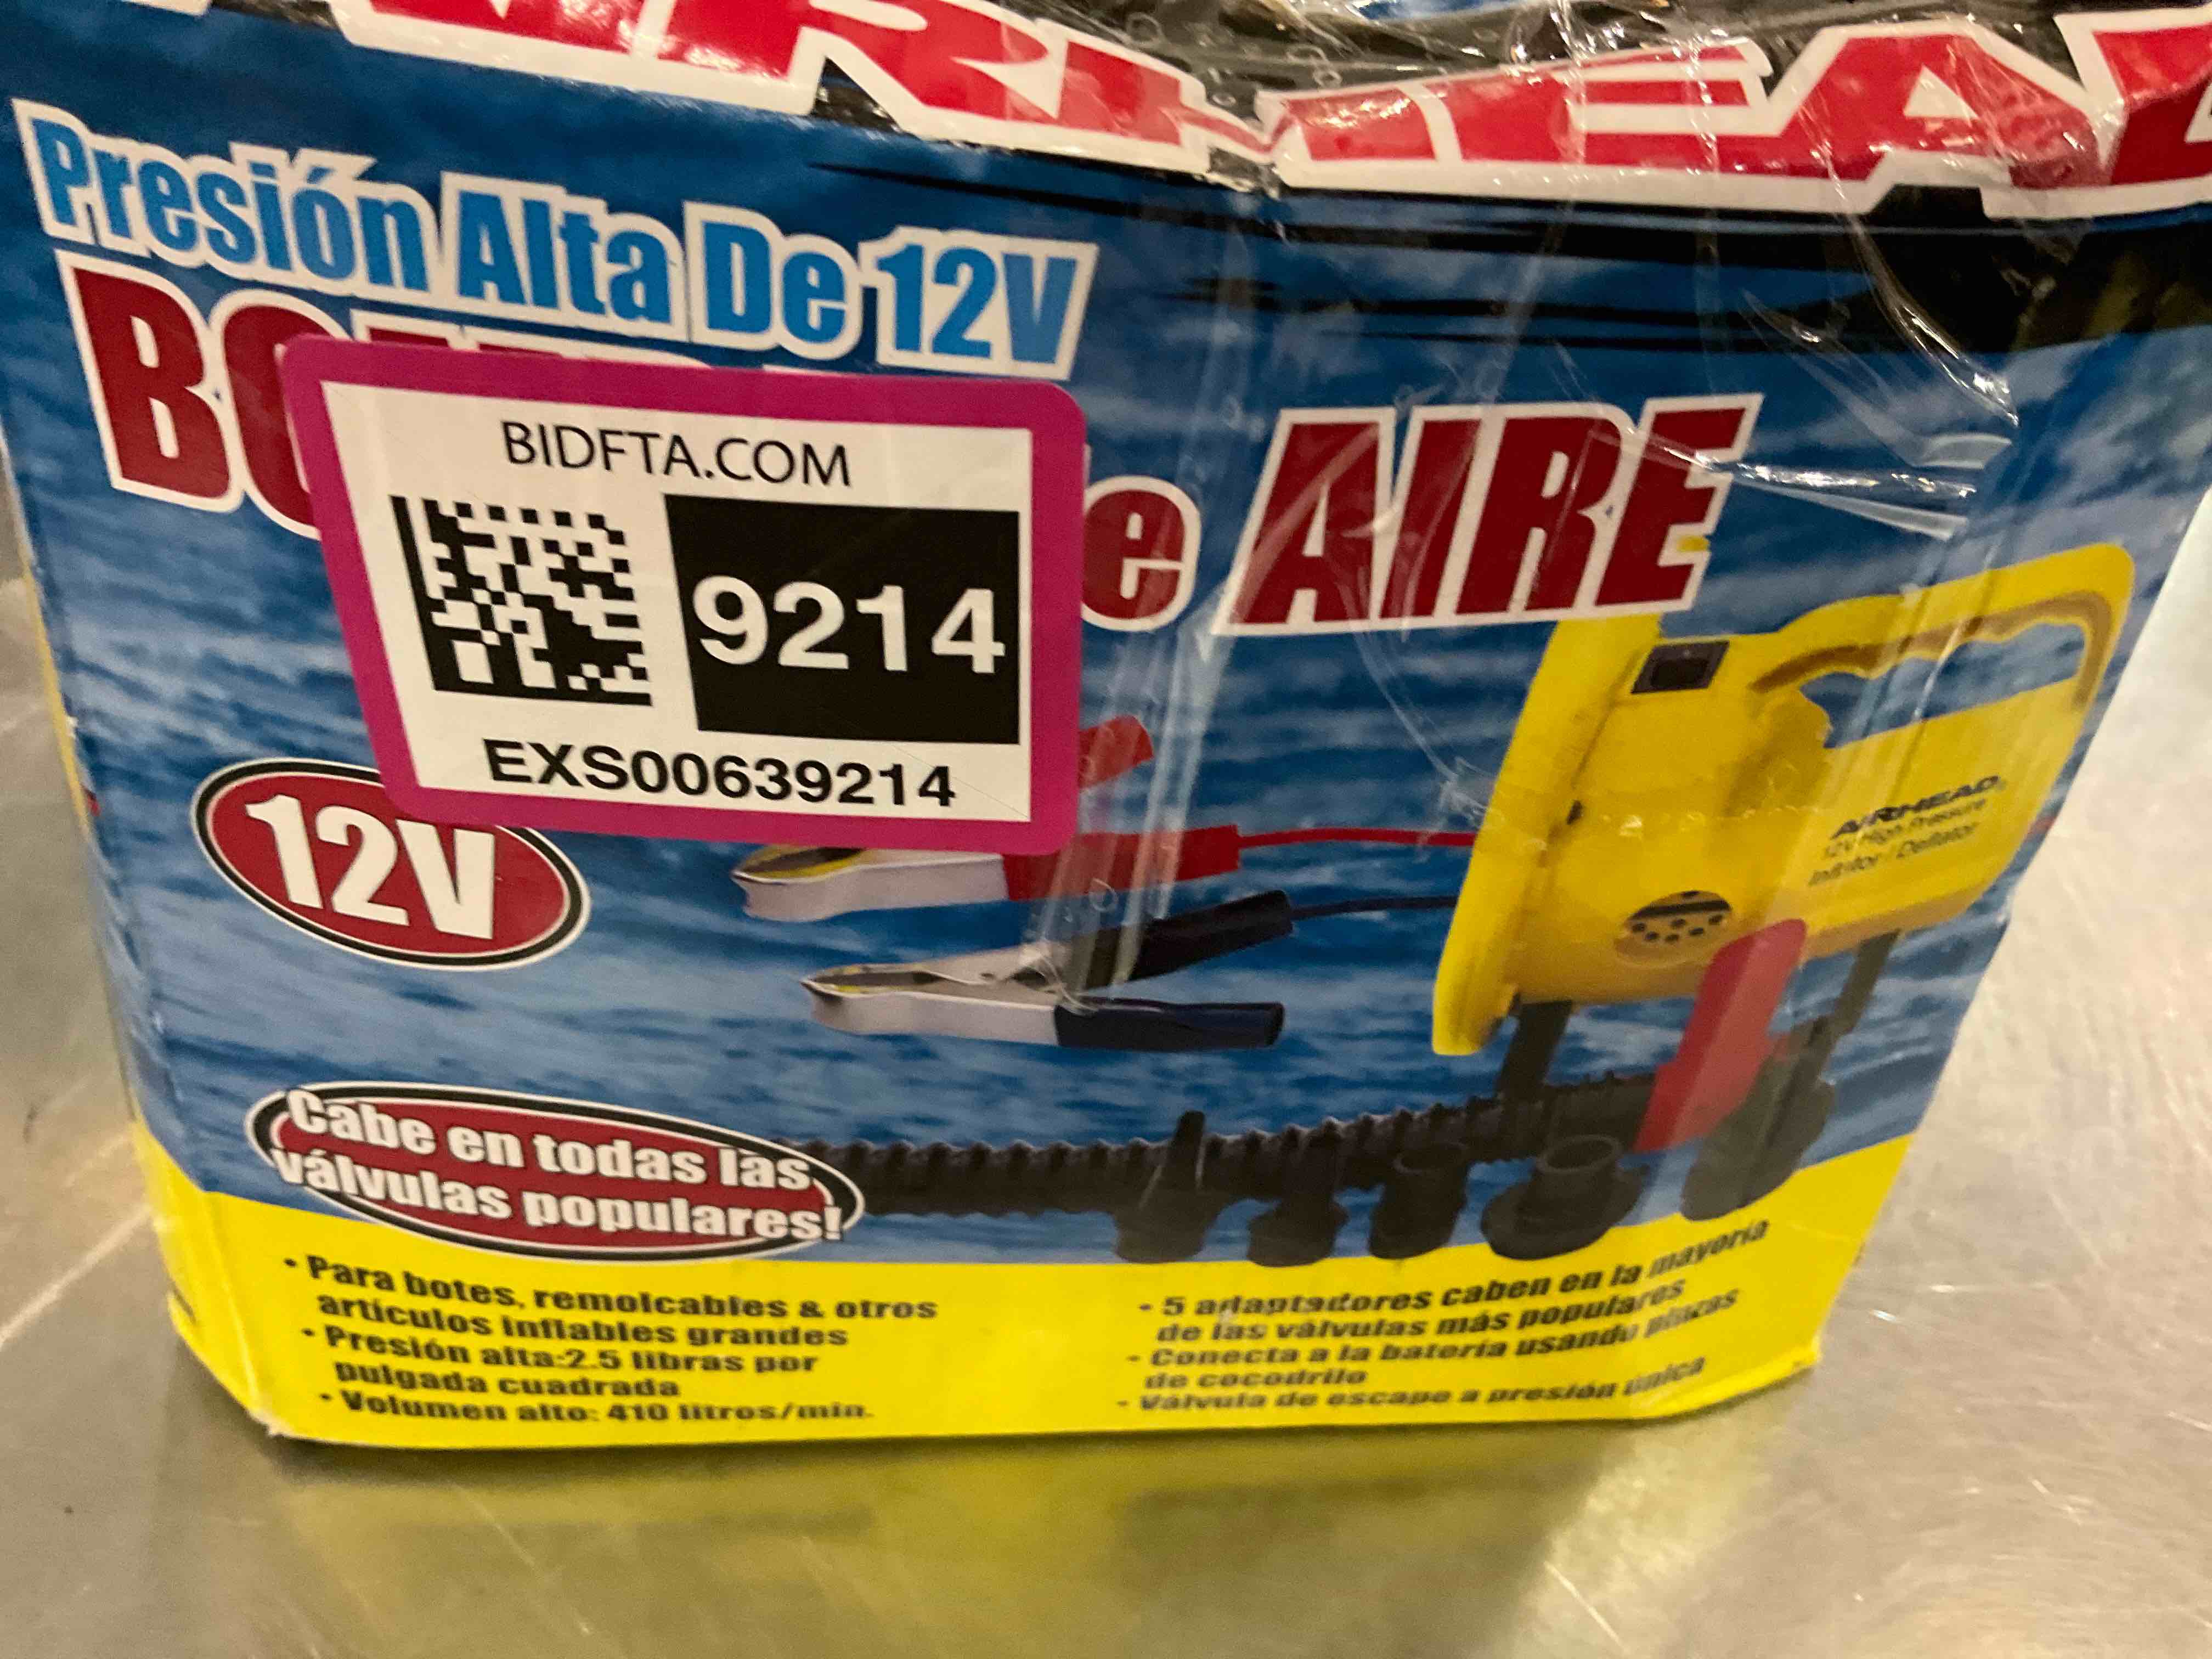 AIRHEAD
Presión Alta De 12V
AIRE
BIDFTA.COM
9214
EXS00639214
12V
AIRHEAD
12V High Pressure
Inflator / Deflator
Cabe en todas las
válvulas populares!
• Para botes, remolcables & otros
artículos inflables grandes
• Presión alta:2.5 libras por
pulgada cuadrada
• Volumen alto: 410 litros/min.
• 5 adaptadores caben en la mayoría
de las válvulas más populares
• Conecta a la batería usando pinzas
de cocodrilo
• Válvula de escape a presión única